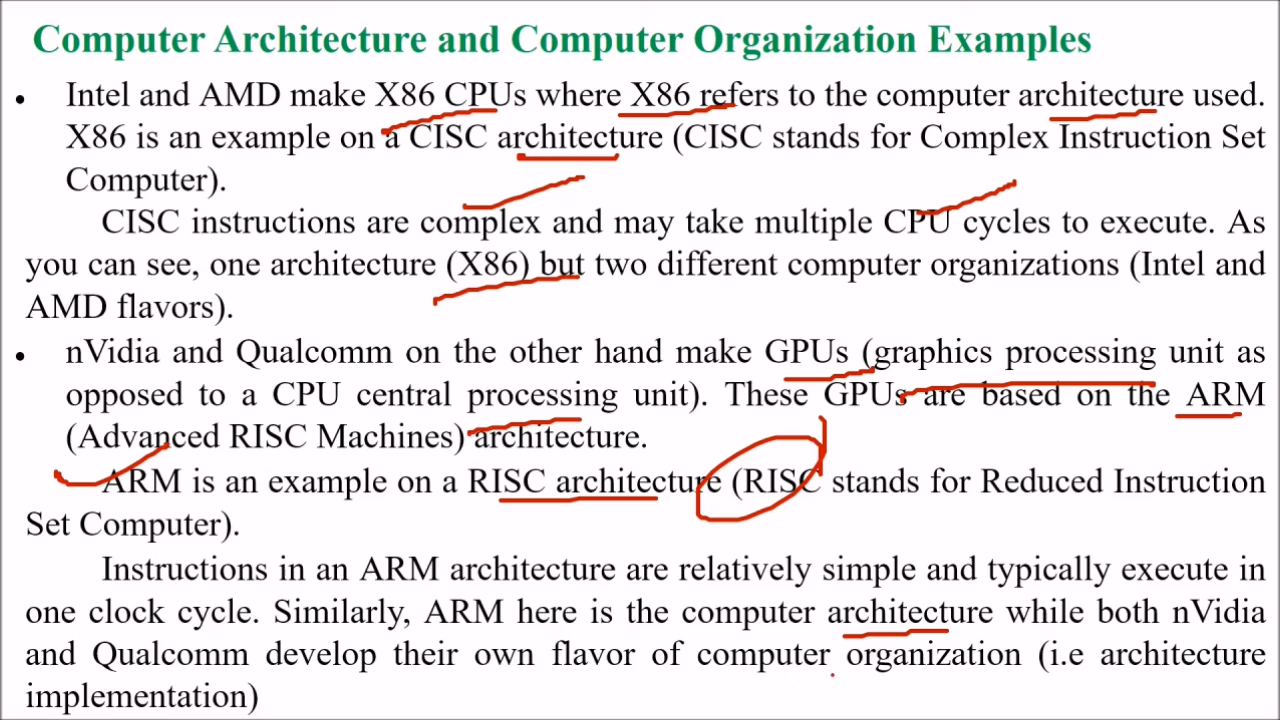 Computer Architecture and Computer Organization Examples
• Intel and AMD make X86 CPUs where X86 refers to the computer architecture used.
X86 is an example on a CISC architecture (CISC stands for Complex Instruction Set
Computer).
CISC instructions are complex and may take multiple CPU cycles to execute. As
you can see, one architecture (X86) but two different computer organizations (Intel and
AMD flavors).
• nVidia and Qualcomm on the other hand make GPUs (graphics processing unit as
opposed to a CPU central processing unit). These GPUs are based on the ARM
(Advanced RISC Machines) architecture.
ARM is an example on a RISC architecture (RISC stands for Reduced Instruction
Set Computer).
Instructions in an ARM architecture are relatively simple and typically execute in
one clock cycle. Similarly, ARM here is the computer architecture while both nVidia
and Qualcomm develop their own flavor of computer organization (i.e architecture
implementation)